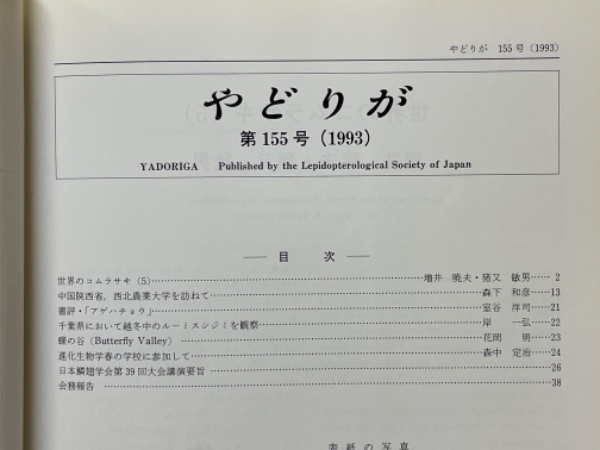 やどりが 155号(1993)
やどりが
第155号(1993)
YADORIGA Published by the Lepidopterological Society of Japan
目次
世界のコムラサキ(5)……増井 暁夫・猪又 敏男…… 2
中国陝西省,西北農業大学を訪ねて……森下 和彦……13
書評・「アゲハチョウ」……室谷 洋司……21
千葉県において越冬中のルーミスシジミを観察……岸 一弘……22
蝶の谷(Butterfly Valley)……花岡 明……23
進化生物学春の学校に参加して……森中 定治……24
日本鱗翅学会第39回大会講演要旨……26
会務報告……38
表紙の写真